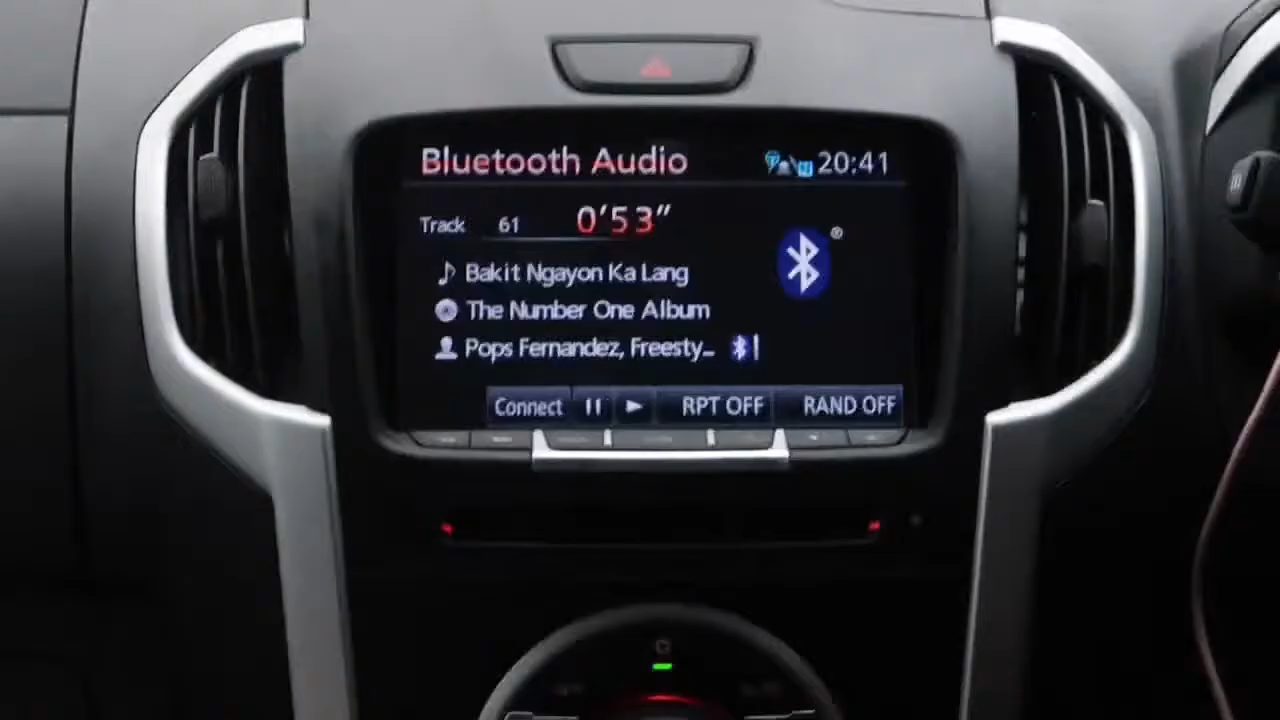 Bluetooth Audio 20:41
Track 61 0'53”
Bakit Ngayon Ka Lang
The Number One Album
Pops Fernandez, Freesty...
Connect RPT OFF RAND OFF